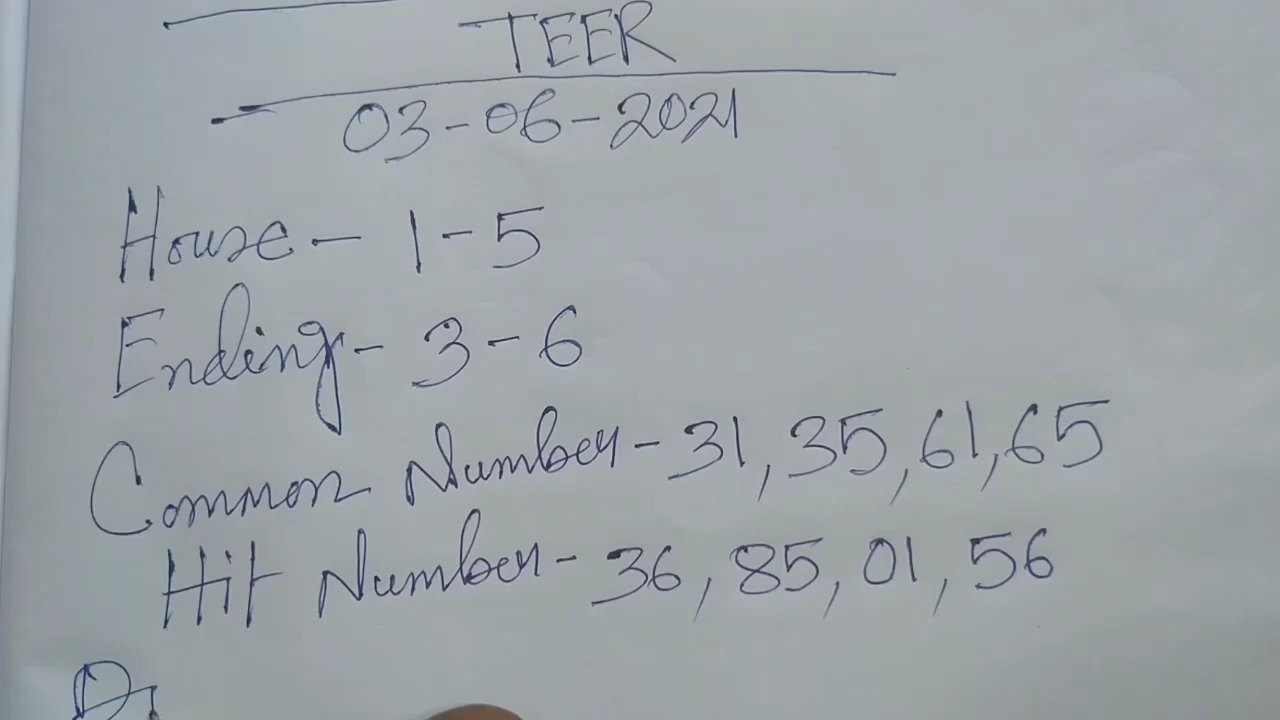 TEER
03-06-2021
House - 1-5
Ending - 3-6
Common Number - 31, 35, 61, 65
Hit Number - 36, 85, 01, 56